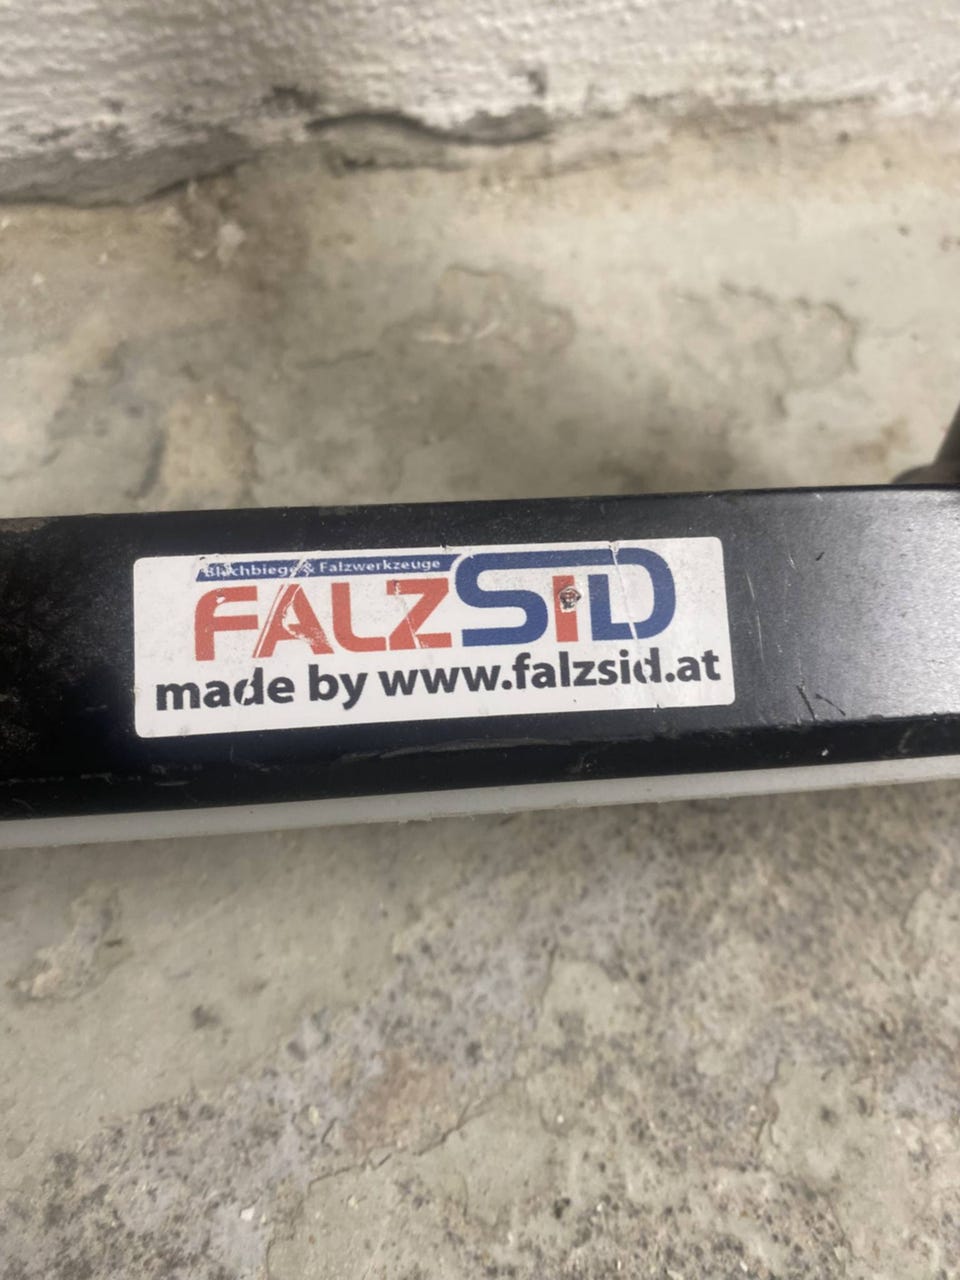 Blechbiege & Falzwerkzeuge
FALZSID
made by www.falzsid.at